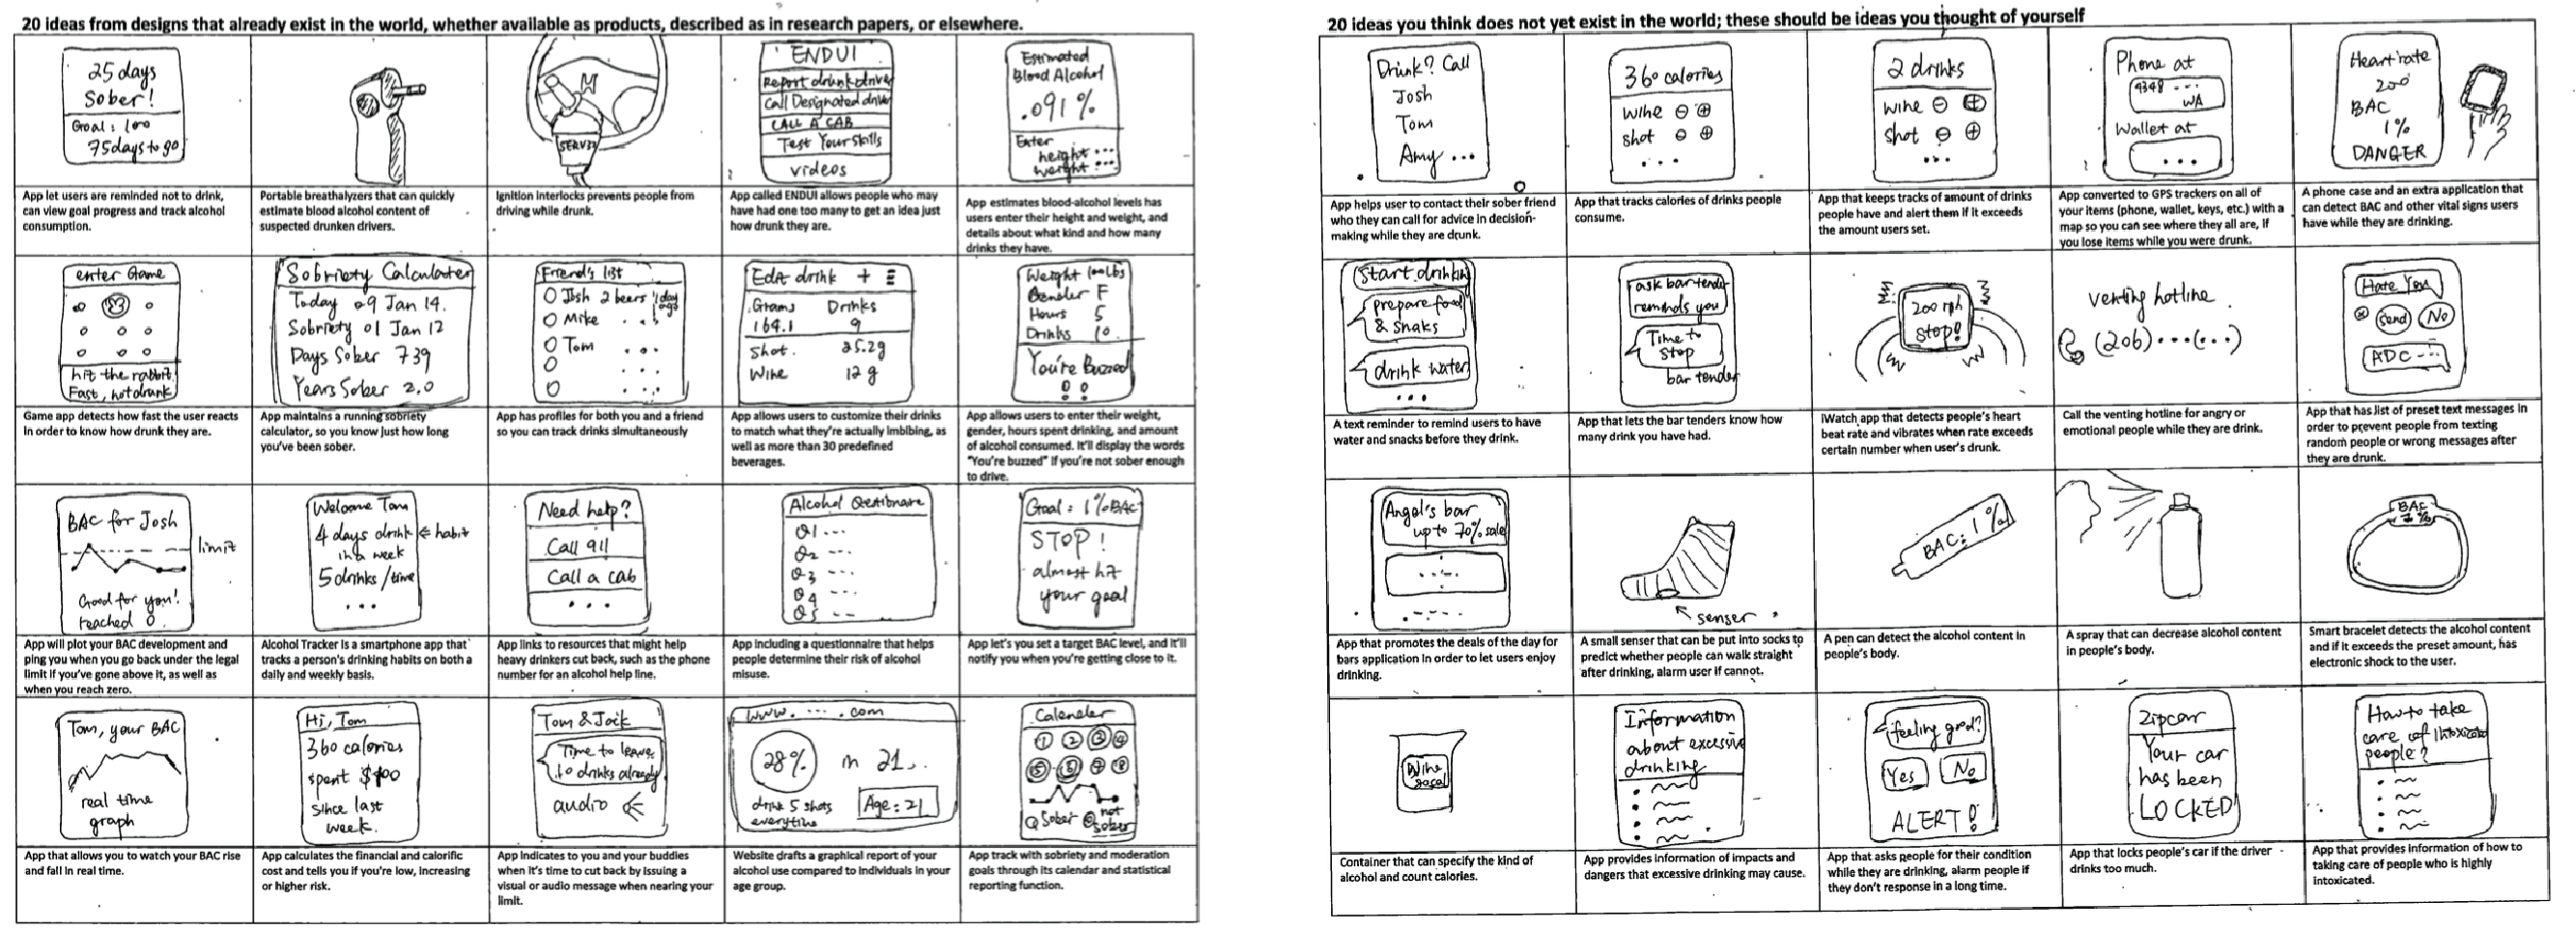 20 ideas from designs that already exist in the world, whether available as products, described as in research papers, or elsewhere.
25 days
Sober!
Goal: 100
75days to go
App let users are reminded not to drink,
can view goal progress and track alcohol
consumption.
Portable breathalyzers that can quickly
estimate blood alcohol content of
suspected drunken drivers.
Ignition interlocks prevents people from
driving while drunk.
ENDUI
Report drunk driver
Call Designated driver
CALL A CAB
Test Your Skills
videos
App called ENDUI allows people who may
have had one too many to get an idea just
how drunk they are.
Estimated
Blood Alcohol
.091%
Enter
height ...
weight ...
App estimates blood-alcohol levels has
users enter their height and weight, and
details about what kind and how many
drinks they have.
enter Game
hit the rabbit
Fast, not drunk
Game app detects how fast the user reacts
in order to know how drunk they are.
Sobriety Calculater
Today 09 Jan 14.
Sobriety 01 Jan 12
Days Sober 739
Years Sober 2.0
App maintains a running sobriety
calculator, so you know just how long
you've been sober.
Friend's list
Josh 2 beers 1 day ago
Mike ...
Tom ...
App has profiles for both you and a friend
so you can track drinks simultaneously
Edit drink +
Grams Drinks
164.1 9
Shot. 25.2g
Wine 12 g
App allows users to customize their drinks
to match what they're actually imbibing, as
well as more than 30 predefined
beverages.
Weight 100 lbs
Gender F
Hours 5
Drinks 10
You're Buzzed
!!
App allows users to enter their weight,
gender, hours spent drinking, and amount
of alcohol consumed. It'll display the words
"You're buzzed" if you're not sober enough
to drive.
BAC for Josh
limit
Good for you!
reached 0.
App will plot your BAC development and
ping you when you go back under the legal
limit if you've gone above it, as well as
when you reach zero.
Welcome Tom
4 days drink ← habit
in a week
5 drinks / time
...
Alcohol Tracker is a smartphone app that
tracks a person's drinking habits on both a
daily and weekly basis.
Need help?
Call 911
Call a cab
...
App links to resources that might help
heavy drinkers cut back, such as the phone
number for an alcohol help line.
Alcohol Questionare
Q1 ...
Q2 ...
Q3 ...
Q4 ...
Q5 --
App including a questionnaire that helps
people determine their risk of alcohol
misuse.
Goal: 1% BAC
STOP!
almost hit
your goal
App let's you set a target BAC level, and it'll
notify you when you're getting close to it.
Tom, your BAC
real time
graph
App that allows you to watch your BAC rise
and fall in real time.
Hi, Tom
360 calories
spent $400
since last
week.
App calculates the financial and calorific
cost and tells you if you're low, increasing
or higher risk.
Tom & Jack
Time to leave.
10 drinks already
audio
App indicates to you and your buddies
when it's time to cut back by issuing a
visual or audio message when nearing your
limit.
www. ..... .com
28% in 21..
drink 5 shots
everytime
Age: 21
Website drafts a graphical report of your
alcohol use compared to individuals in your
age group.
Calender
1 2 3 4
5 6 7 8
Sober not sober
App track with sobriety and moderation
goals through its calendar and statistical
reporting function.
20 ideas you think does not yet exist in the world; these should be ideas you thought of yourself
Drink? Call
Josh
Tom
Amy ...
App helps user to contact their sober friend
who they can call for advice in decision-
making while they are drunk.
360 calories
wine ⊖ ⊕
shot ⊖ ⊕
...
App that tracks calories of drinks people
consume.
2 drinks
wine ⊖ ⊕
shot ⊖ ⊕
...
App that keeps tracks of amount of drinks
people have and alert them if it exceeds
the amount users set.
Phone at
9348 ...
WA
Wallet at
...
App converted to GPS trackers on all of
your items (phone, wallet, keys, etc.) with a
map so you can see where they all are, if
you lose items while you were drunk.
Heart rate
200
BAC
1%
DANGER
A phone case and an extra application that
can detect BAC and other vital signs users
have while they are drinking.
Start drinking
prepare food
& snaks
drink water
...
A text reminder to remind users to have
water and snacks before they drink.
Task bartender
reminds you
Time to
stop
bar tender
App that lets the bar tenders know how
many drink you have had.
200 mph
stop!
iWatch app that detects people's heart
beat rate and vibrates when rate exceeds
certain number when user's drunk.
venting hotline
(206) ...(...)
Call the venting hotline for angry or
emotional people while they are drink.
Hate You
Send No
ADC ...
App that has list of preset text messages in
order to prevent people from texting
random people or wrong messages after
they are drunk.
Angel's bar
up to 70% sale
...
App that promotes the deals of the day for
bars application in order to let users enjoy
drinking.
senser
A small senser that can be put into socks to
predict whether people can walk straight
after drinking, alarm user if cannot.
BAC: 1%
A pen can detect the alcohol content in
people's body.
A spray that can decrease alcohol content
in people's body.
BAC
Smart bracelet detects the alcohol content
and if it exceeds the preset amount, has
electronic shock to the user.
Wine
Container that can specify the kind of
alcohol and count calories.
Information
about excessive
drinking
App provides information of impacts and
dangers that excessive drinking may cause.
feeling good?
Yes No
ALERT!
App that asks people for their condition
while they are drinking, alarm people if
they don't response in a long time.
Zipcar
Your car
has been
LOCKED
App that locks people's car if the driver
drinks too much.
How to take
care of intoxicated
people?
App that provides information of how to
taking care of people who is highly
intoxicated.